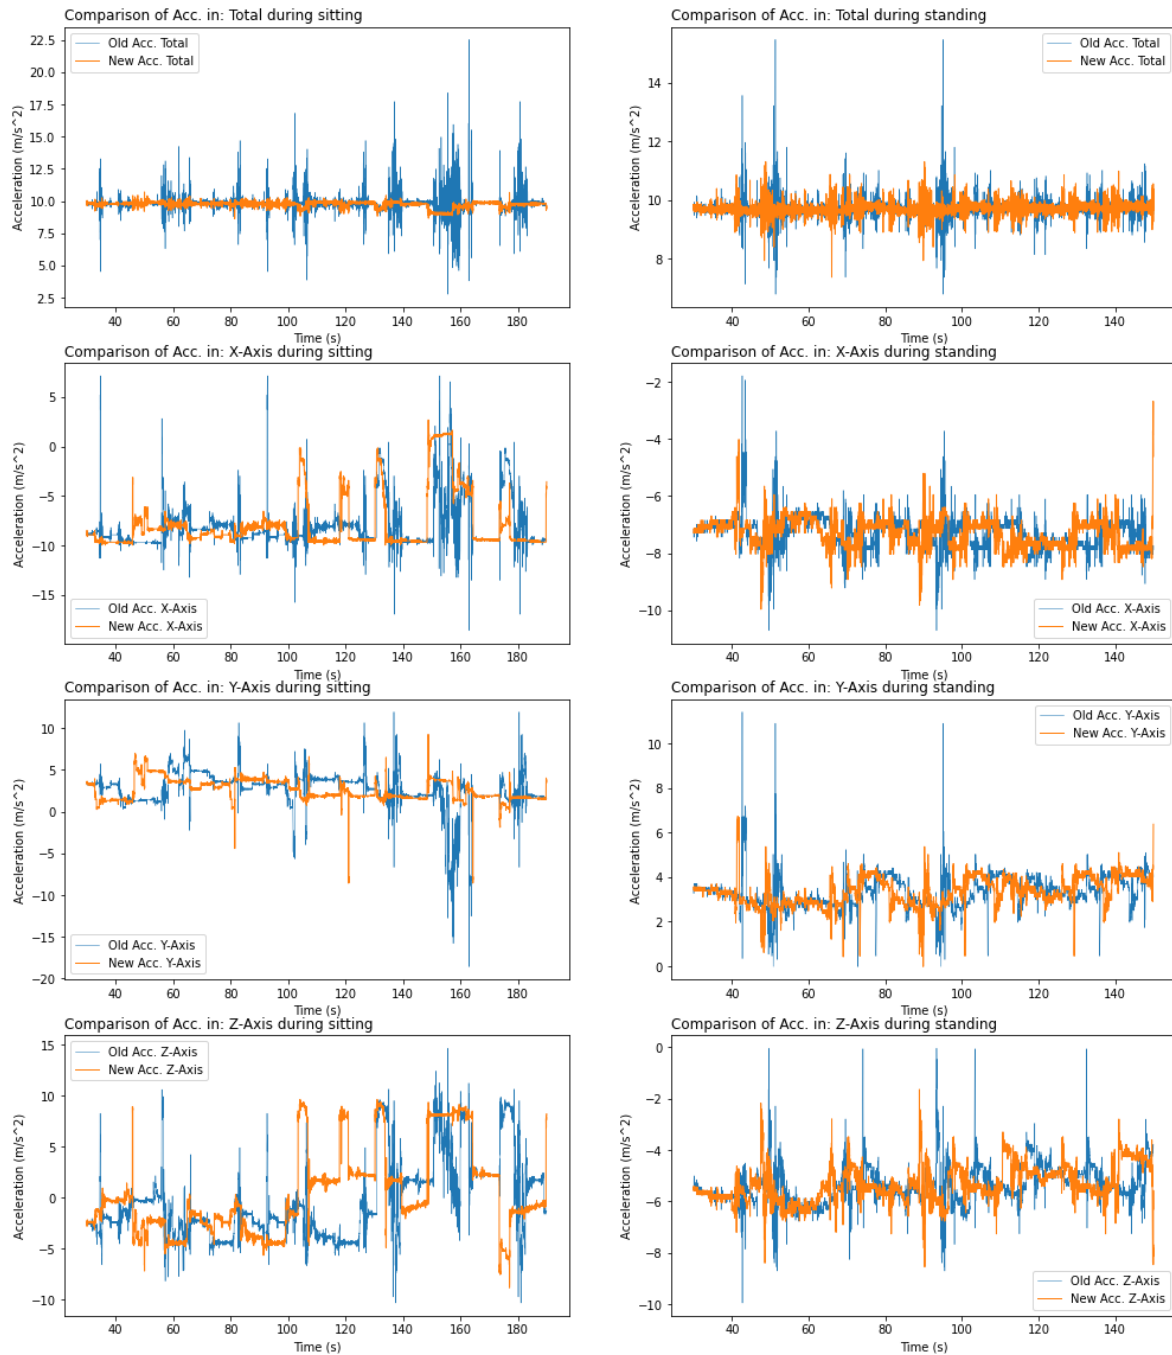 Comparison of Acc. in: Total during sitting
Acceleration (m/s^2)
22.5
20.0
17.5
15.0
12.5
10.0
7.5
5.0
2.5
Old Acc. Total
New Acc. Total
40 60 80 100 120 140 160 180
Time (s)
Comparison of Acc. in: Total during standing
Acceleration (m/s^2)
14
12
10
8
Old Acc. Total
New Acc. Total
40 60 80 100 120 140
Time (s)
Comparison of Acc. in: X-Axis during sitting
Acceleration (m/s^2)
5
0
−5
−10
−15
Old Acc. X-Axis
New Acc. X-Axis
40 60 80 100 120 140 160 180
Time (s)
Comparison of Acc. in: X-Axis during standing
Acceleration (m/s^2)
−2
−4
−6
−8
−10
Old Acc. X-Axis
New Acc. X-Axis
40 60 80 100 120 140
Time (s)
Comparison of Acc. in: Y-Axis during sitting
Acceleration (m/s^2)
10
5
0
−5
−10
−15
−20
Old Acc. Y-Axis
New Acc. Y-Axis
40 60 80 100 120 140 160 180
Time (s)
Comparison of Acc. in: Y-Axis during standing
Acceleration (m/s^2)
10
8
6
4
2
0
Old Acc. Y-Axis
New Acc. Y-Axis
40 60 80 100 120 140
Time (s)
Comparison of Acc. in: Z-Axis during sitting
Acceleration (m/s^2)
15
10
5
0
−5
−10
Old Acc. Z-Axis
New Acc. Z-Axis
40 60 80 100 120 140 160 180
Time (s)
Comparison of Acc. in: Z-Axis during standing
Acceleration (m/s^2)
0
−2
−4
−6
−8
−10
Old Acc. Z-Axis
New Acc. Z-Axis
40 60 80 100 120 140
Time (s)